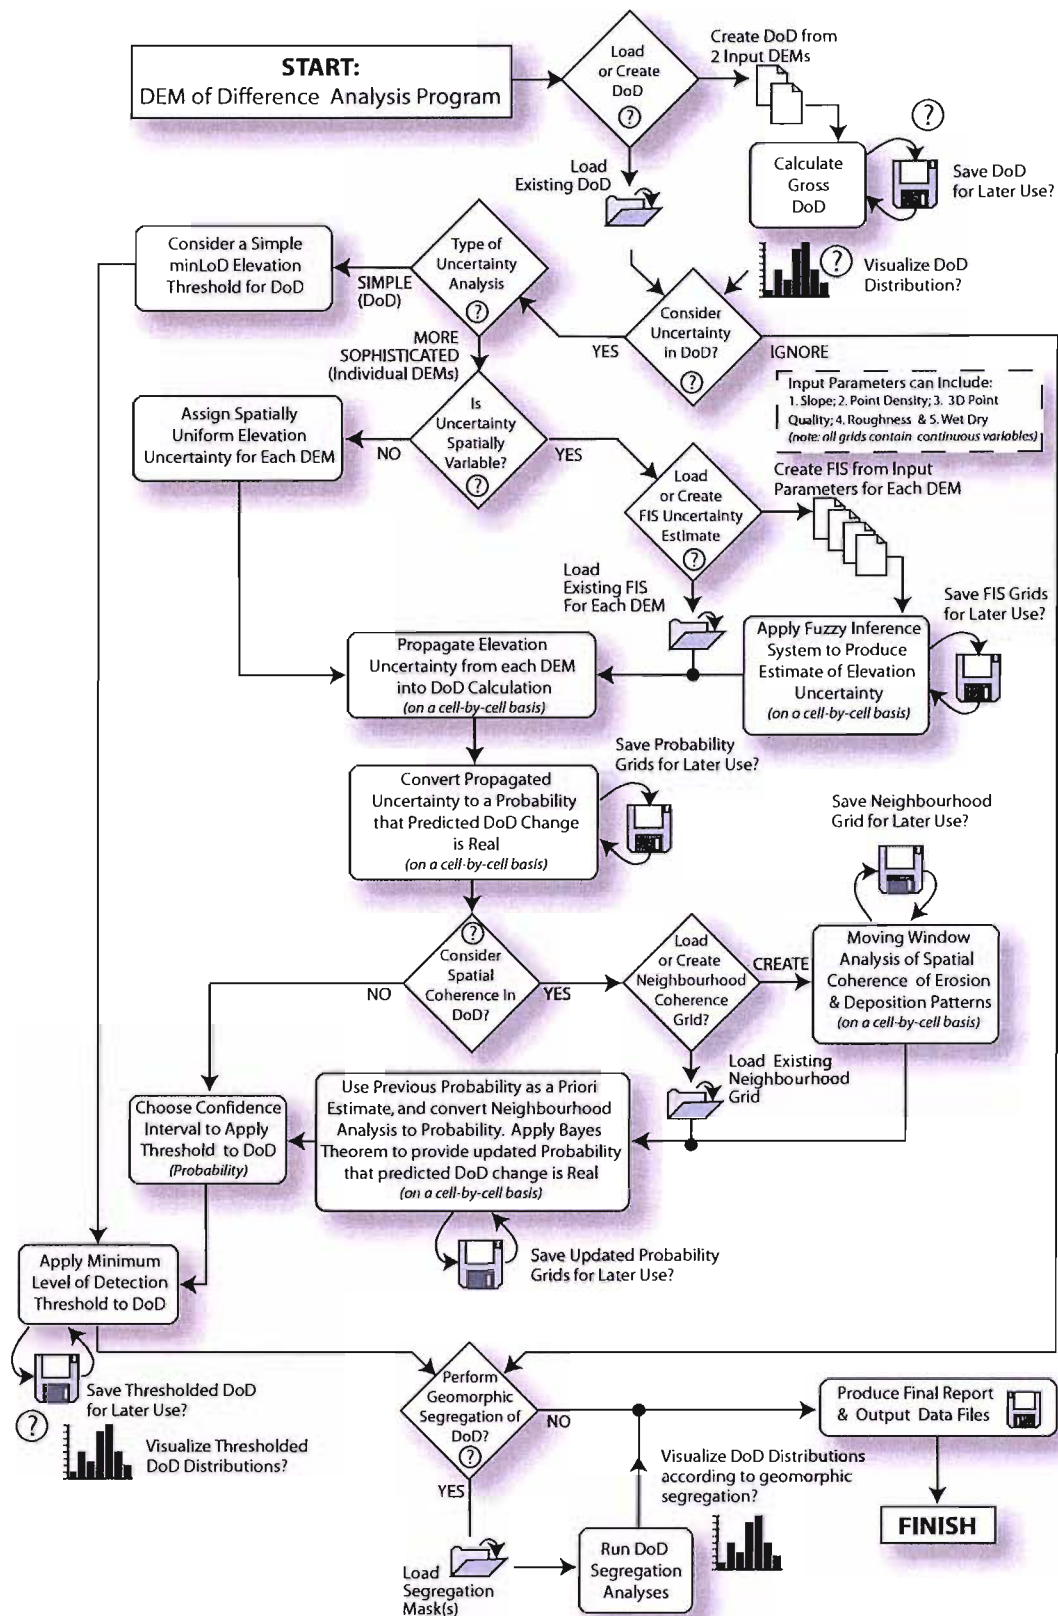 START:
DEM of Difference Analysis Program
Load
or Create
DoD
?
Create DoD from
2 Input DEMs
?
Load
Existing DoD
Calculate
Gross
DoD
Save DoD
for Later Use?
Consider a Simple
minLoD Elevation
Threshold for DoD
Type of
Uncertainty
Analysis
?
SIMPLE
(DoD)
?
Visualize DoD
Distribution?
Consider
Uncertainty
in DoD?
?
YES
IGNORE
MORE
SOPHISTICATED
(Individual DEMs)
Input Parameters can Include:
1. Slope; 2. Point Density; 3. 3D Point
Quality; 4. Roughness & 5. Wet Dry
(note: all grids contain continuous variables)
Assign Spatially
Uniform Elevation
Uncertainty for Each DEM
Is
Uncertainty
Spatially
Variable?
?
NO
YES
Load
or Create
FIS Uncertainty
Estimate
?
Create FIS from Input
Parameters for Each DEM
Load
Existing FIS
For Each DEM
Save FIS Grids
for Later Use?
Propagate Elevation
Uncertainty from each DEM
into DoD Calculation
(on a cell-by-cell basis)
Apply Fuzzy Inference
System to Produce
Estimate of Elevation
Uncertainty
(on a cell-by-cell basis)
Save Probability
Grids for Later Use?
Convert Propagated
Uncertainty to a Probability
that Predicted DoD Change
is Real
(on a cell-by-cell basis)
Save Neighbourhood
Grid for Later Use?
?
Consider
Spatial
Coherence in
DoD?
NO
YES
Load
or Create
Neighbourhood
Coherence
Grid?
CREATE
Moving Window
Analysis of Spatial
Coherence of Erosion
& Deposition Patterns
(on a cell-by-cell basis)
Load Existing
Neighbourhood
Grid
Choose Confidence
Interval to Apply
Threshold to DoD
(Probability)
Use Previous Probability as a Priori
Estimate, and convert Neighbourhood
Analysis to Probability. Apply Bayes
Theorem to provide updated Probability
that predicted DoD change is Real
(on a cell-by-cell basis)
Save Updated Probability
Grids for Later Use?
Apply Minimum
Level of Detection
Threshold to DoD
Save Thresholded DoD
for Later Use?
?
Visualize Thresholded
DoD Distributions?
Perform
Geomorphic
Segregation of
DoD?
?
NO
YES
Produce Final Report
& Output Data Files
Visualize DoD Distributions
according to geomorphic
segregation?
FINISH
Load
Segregation
Mask(s)
Run DoD
Segregation
Analyses